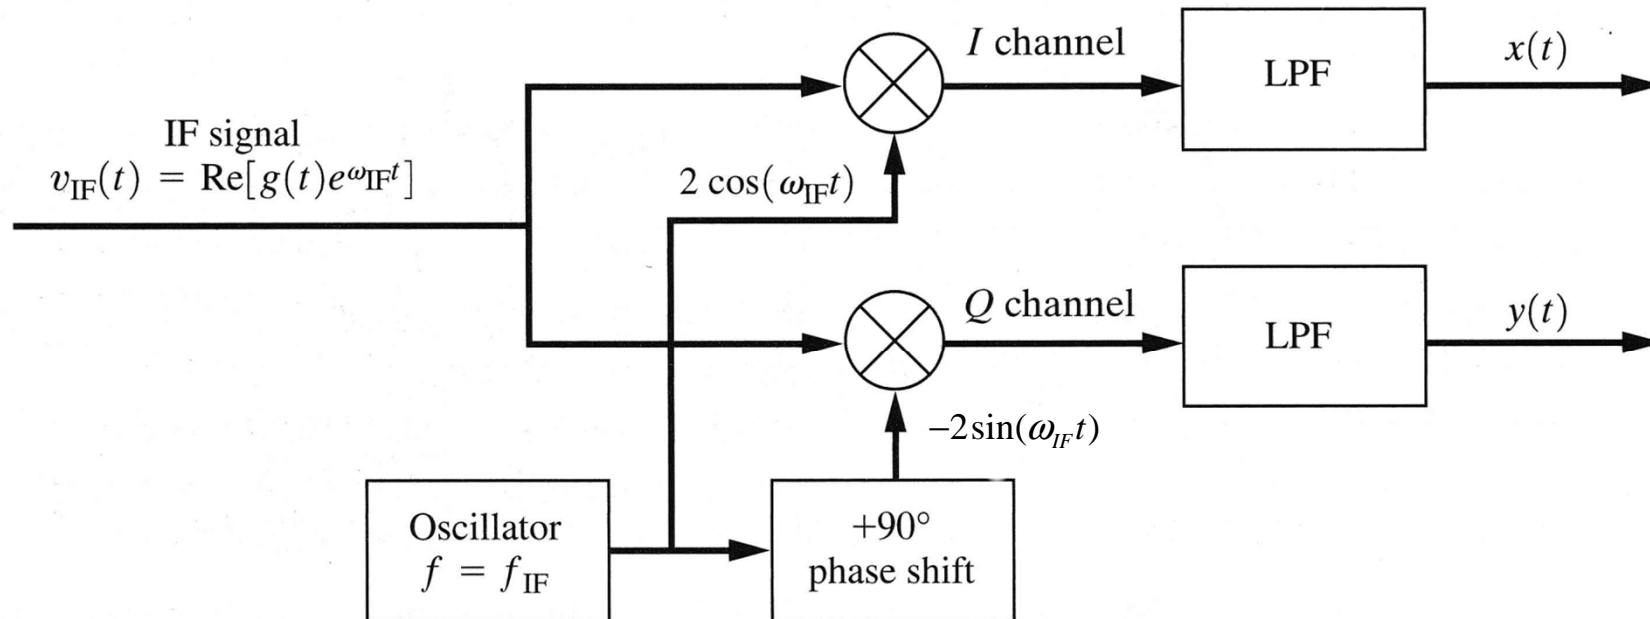 IF signal
v_IF(t) = Re[g(t)e^ω_IF t]
I channel
LPF
x(t)
2 cos(ω_IF t)
Q channel
LPF
y(t)
−2sin(ω_IF t)
Oscillator
f = f_IF
+90°
phase shift